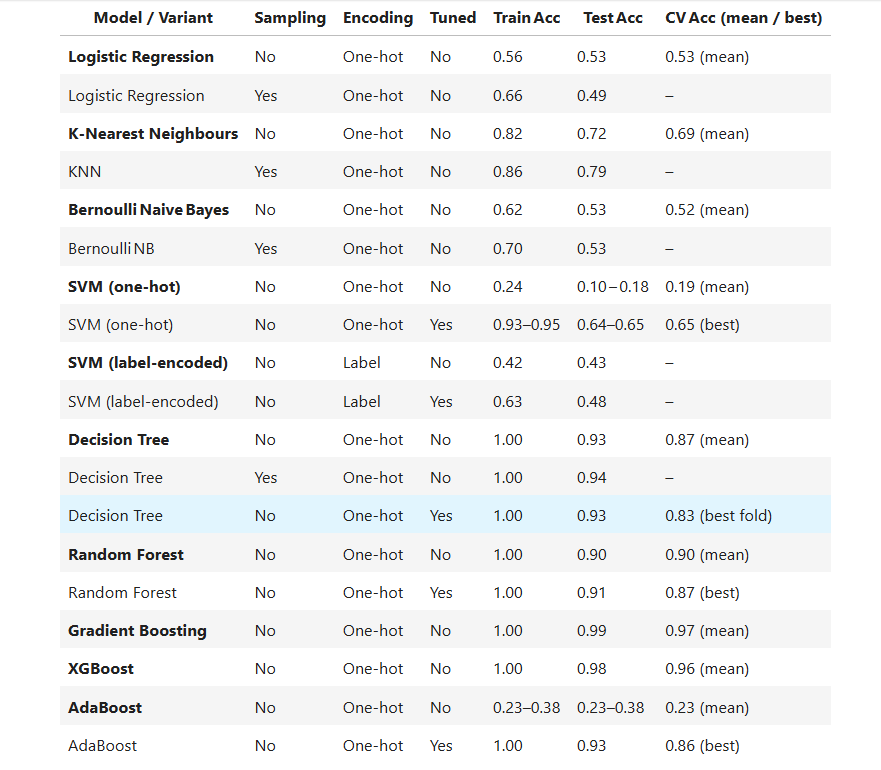 Model / Variant Sampling Encoding Tuned Train Acc Test Acc CV Acc (mean / best)
Logistic Regression No One-hot No 0.56 0.53 0.53 (mean)
Logistic Regression Yes One-hot No 0.66 0.49 –
K-Nearest Neighbours No One-hot No 0.82 0.72 0.69 (mean)
KNN Yes One-hot No 0.86 0.79 –
Bernoulli Naive Bayes No One-hot No 0.62 0.53 0.52 (mean)
Bernoulli NB Yes One-hot No 0.70 0.53 –
SVM (one-hot) No One-hot No 0.24 0.10–0.18 0.19 (mean)
SVM (one-hot) No One-hot Yes 0.93–0.95 0.64–0.65 0.65 (best)
SVM (label-encoded) No Label No 0.42 0.43 –
SVM (label-encoded) No Label Yes 0.63 0.48 –
Decision Tree No One-hot No 1.00 0.93 0.87 (mean)
Decision Tree Yes One-hot No 1.00 0.94 –
Decision Tree No One-hot Yes 1.00 0.93 0.83 (best fold)
Random Forest No One-hot No 1.00 0.90 0.90 (mean)
Random Forest No One-hot Yes 1.00 0.91 0.87 (best)
Gradient Boosting No One-hot No 1.00 0.99 0.97 (mean)
XGBoost No One-hot No 1.00 0.98 0.96 (mean)
AdaBoost No One-hot No 0.23–0.38 0.23–0.38 0.23 (mean)
AdaBoost No One-hot Yes 1.00 0.93 0.86 (best)